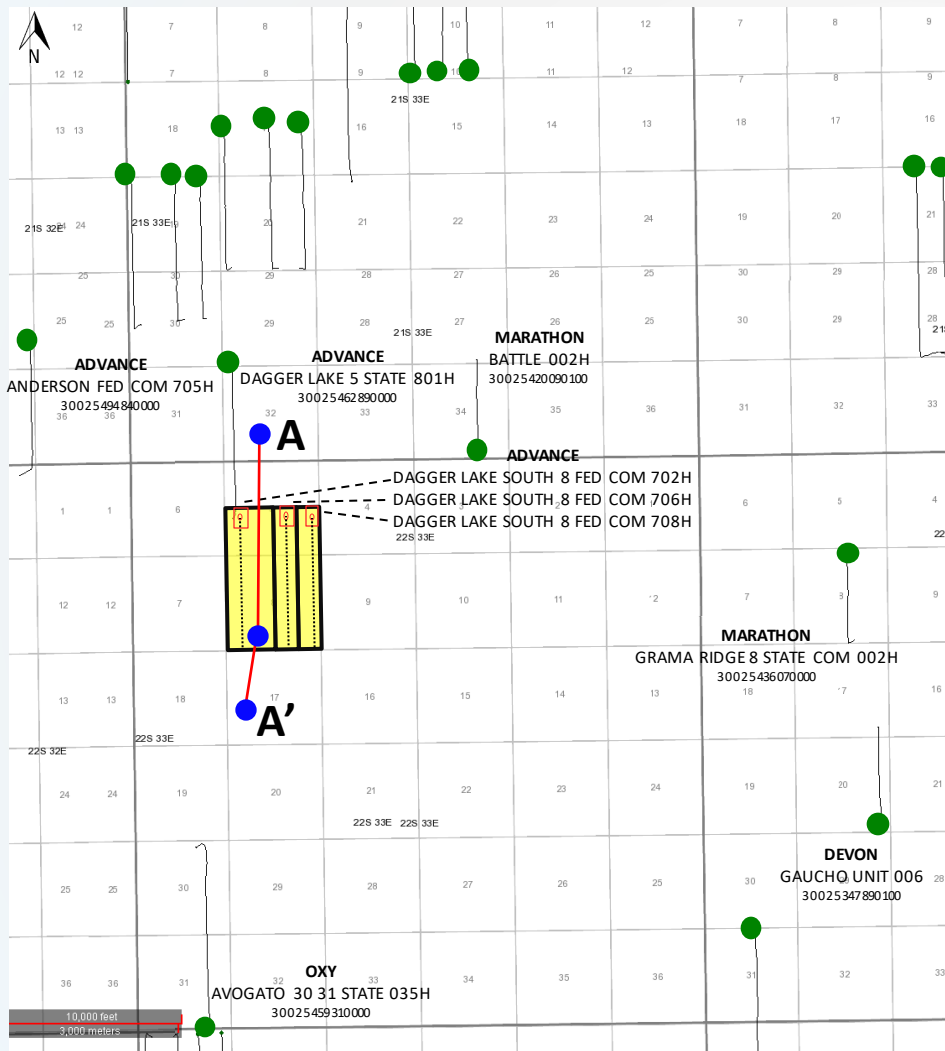 N
12 7 8 9 10 11 12 7 8 9
12 12 7 8 9 10 11 12 7 8 9
21S 33E
13 13 18 16 15 14 13 18 17 16
21S 32E 24 24 21S 33E 19 20 21 22 23 24 19 20 21
25 30 29 28 27 26 25 30 29 28
25 25 30 29 28 27 26 25 30 29 28
21S 33E
MARATHON
BATTLE 002H
30025420090100
ADVANCE
ANDERSON FED COM 705H
30025494840000
ADVANCE
DAGGER LAKE 5 STATE 801H
30025462890000
36 36 31 32 33 34 35 36 31 32 33
A
ADVANCE
DAGGER LAKE SOUTH 8 FED COM 702H
DAGGER LAKE SOUTH 8 FED COM 706H
DAGGER LAKE SOUTH 8 FED COM 708H
1 1 6 4 5 4
22S 33E
12 12 7 9 10 11 12 7 8 9
MARATHON
GRAMA RIDGE 8 STATE COM 002H
30025436070000
13 13 18 17 16 15 14 13 18 17 16
A’
22S 32E 22S 33E
24 24 19 20 21 22 23 24 19 20 21
22S 33E 22S 33E
DEVON
GAUCHO UNIT 006
30025347890100
25 25 30 29 28 27 26 25 30 29 28
OXY
AVOGATO 30 31 STATE 035H
30025459310000
36 36 31 32 33 34 35 36 31 32 33
10,000 feet
3,000 meters